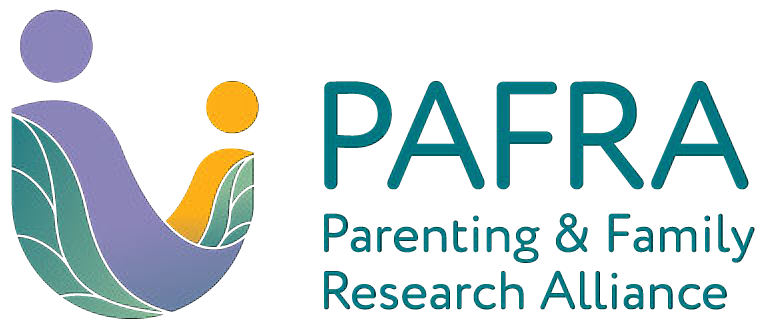 PAFRA
Parenting & Family
Research Alliance